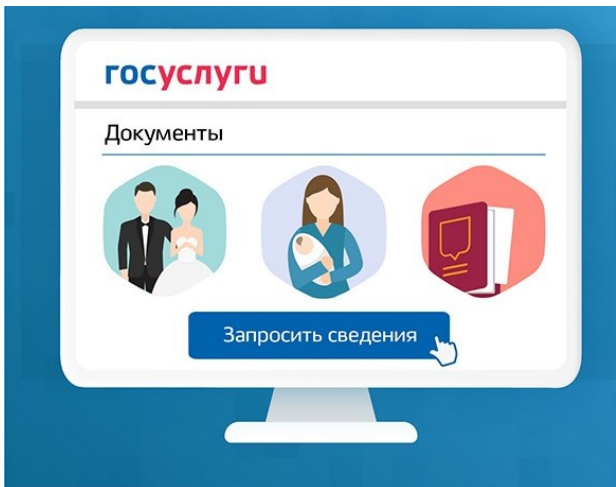 госуслуги
Документы
Запросить сведения